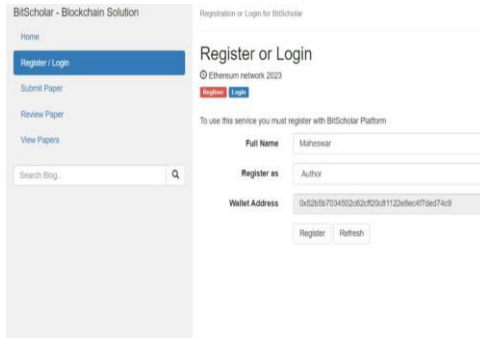 BitScholar - Blockchain Solution
Home
Register / Login
Submit Paper
Review Paper
View Papers
Search Blog..
Registration or Login for BitScholar
Register or Login
Ethereum network 2023
Register Login
To use this service you must register with BitScholar Platform
Full Name Maheswar
Register as Author
Wallet Address
Register Refresh